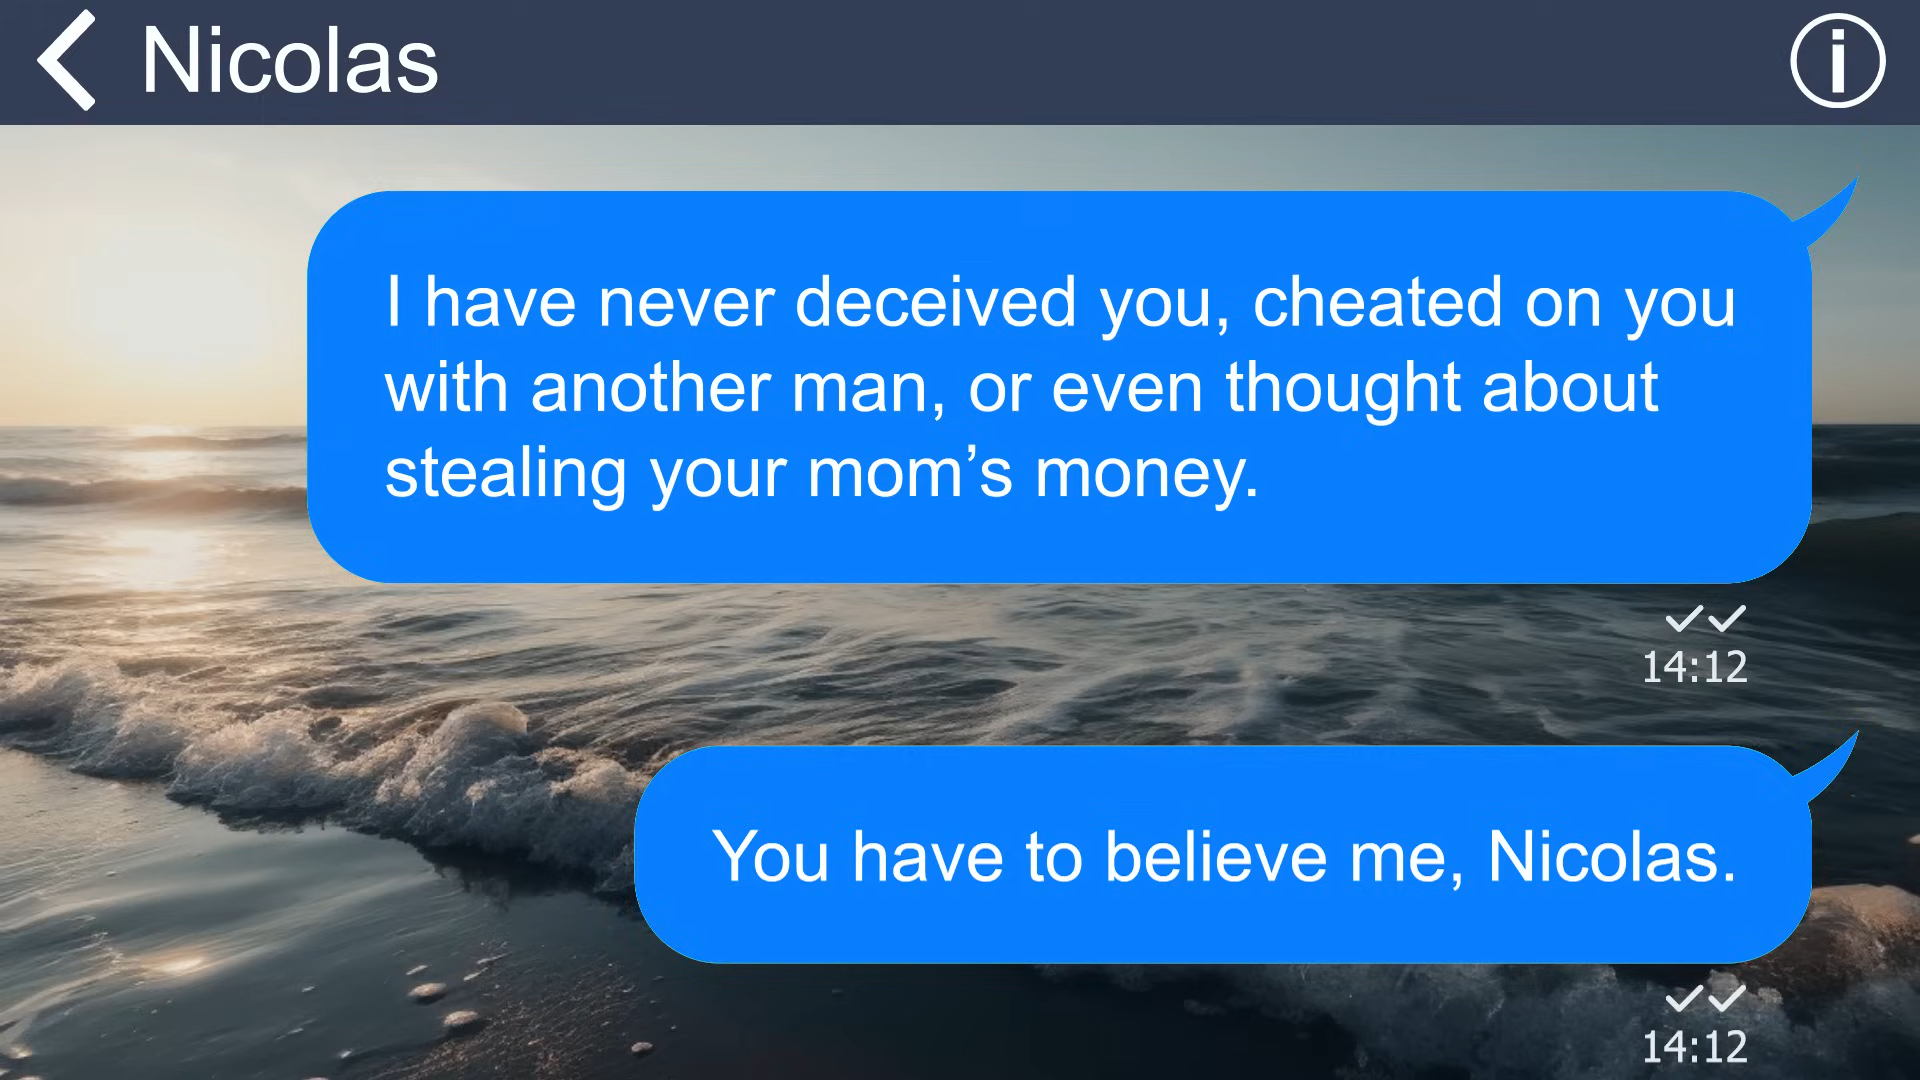 Nicolas
I have never deceived you, cheated on you
with another man, or even thought about
stealing your mom’s money.
14:12
You have to believe me, Nicolas.
14:12